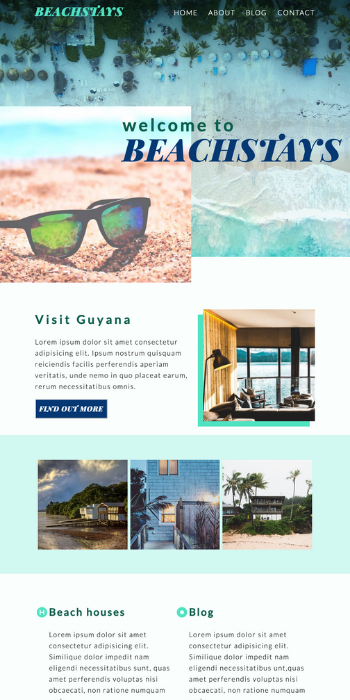 BEACHSTAYS
HOME ABOUT BLOG CONTACT
welcome to
BEACHSTAYS
Visit Guyana
Lorem ipsum dolor sit amet consectetur
adipisicing elit. Ipsum nostrum quisquam
reiciendis facilis perferendis aperiam
veritatis, unde nemo in quo placeat earum,
rerum necessitatibus omnis.
FIND OUT MORE
Beach houses
Lorem ipsum dolor sit amet
consectetur adipisicing elit.
Similique dolor impedit nam
eligendi necessitatibus sunt, quas
amet perferendis voluptas nisi
obcaecati, non ratione numquam
Blog
Lorem ipsum dolor sit amet
consectetur adipisicing elit.
Similique dolor impedit nam
eligendi necessitatibus unt,quas
amet perferendis voluptas nisi
obcaecati, non ratione numquam